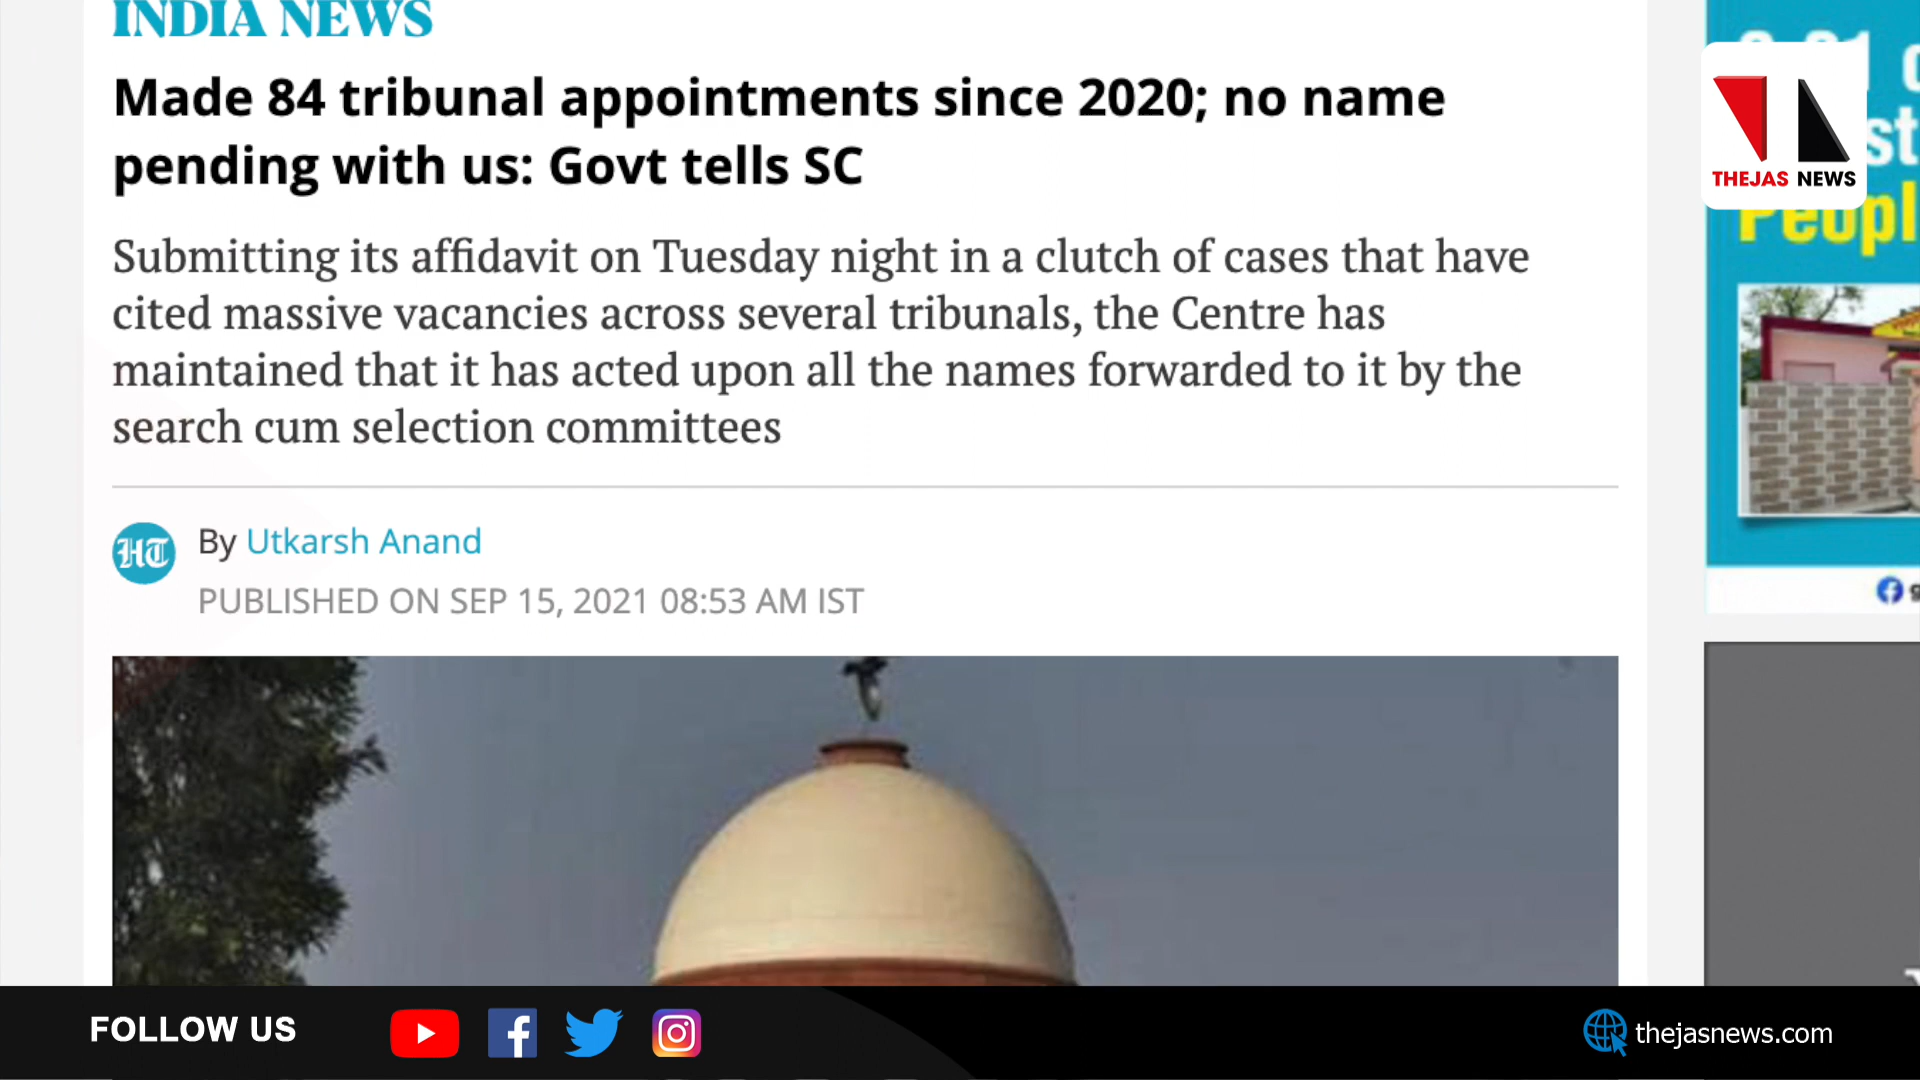 INDIA NEWS
Made 84 tribunal appointments since 2020; no name
pending with us: Govt tells SC
Submitting its affidavit on Tuesday night in a clutch of cases that have
cited massive vacancies across several tribunals, the Centre has
maintained that it has acted upon all the names forwarded to it by the
search cum selection committees
HT
By Utkarsh Anand
PUBLISHED ON SEP 15, 2021 08:53 AM IST
THEJAS NEWS
FOLLOW US
thejasnews.com